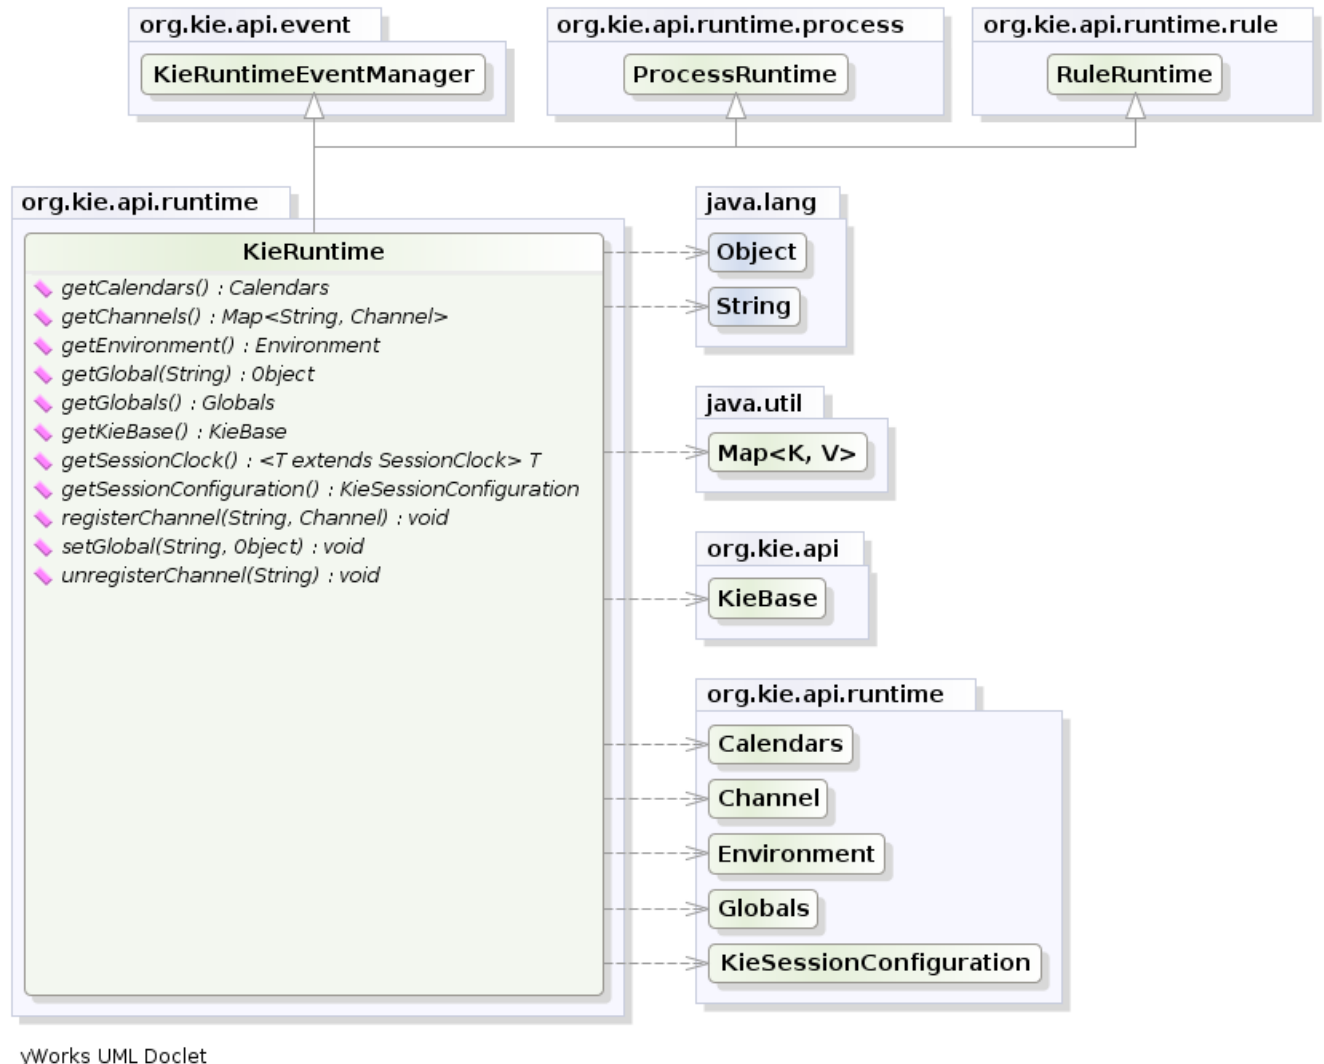 org.kie.api.event
KieRuntimeEventManager
org.kie.api.runtime.process
ProcessRuntime
org.kie.api.runtime.rule
RuleRuntime
org.kie.api.runtime
KieRuntime
getCalendars() : Calendars
getChannels() : Map<String, Channel>
getEnvironment() : Environment
getGlobal(String) : Object
getGlobals() : Globals
getKieBase() : KieBase
getSessionClock() : <T extends SessionClock> T
getSessionConfiguration() : KieSessionConfiguration
registerChannel(String, Channel) : void
setGlobal(String, Object) : void
unregisterChannel(String) : void
java.lang
Object
String
java.util
Map<K, V>
org.kie.api
KieBase
org.kie.api.runtime
Calendars
Channel
Environment
Globals
KieSessionConfiguration
yWorks UML Doclet